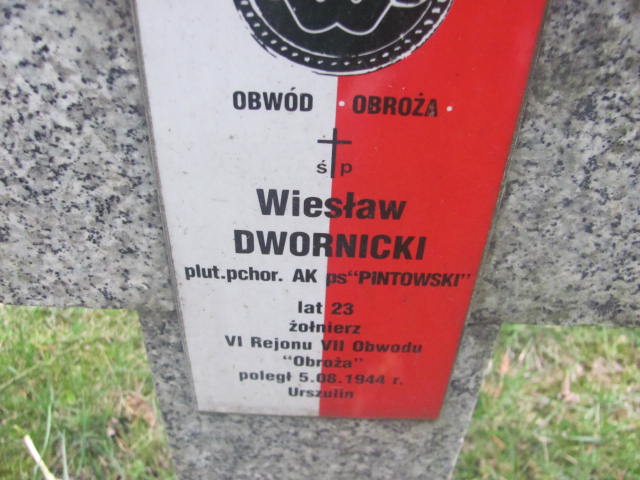 OBWÓD · OBROŻA ·
ś p
Wiesław
DWORNICKI
plut.pchor. AK ps"PINTOWSKI"
lat 23
żołnierz
VI Rejonu VII Obwodu
"Obroża"
poległ 5.08.1944 r.
Urszulin